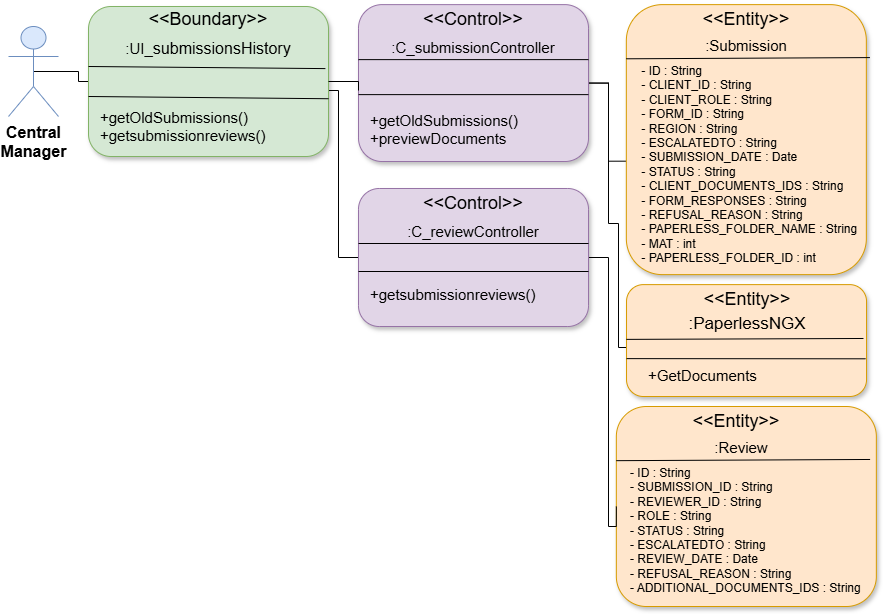 Central
Manager
<<Boundary>>
:UI_submissionsHistory
+getOldSubmissions()
+getsubmissionreviews()
<<Control>>
:C_submissionController
+getOldSubmissions()
+previewDocuments
<<Control>>
:C_reviewController
+getsubmissionreviews()
<<Entity>>
:Submission
- ID : String
- CLIENT_ID : String
- CLIENT_ROLE : String
- FORM_ID : String
- REGION : String
- ESCALATEDTO : String
- SUBMISSION_DATE : Date
- STATUS : String
- CLIENT_DOCUMENTS_IDS : String
- FORM_RESPONSES : String
- REFUSAL_REASON : String
- PAPERLESS_FOLDER_NAME : String
- MAT : int
- PAPERLESS_FOLDER_ID : int
<<Entity>>
:PaperlessNGX
+GetDocuments
<<Entity>>
:Review
- ID : String
- SUBMISSION_ID : String
- REVIEWER_ID : String
- ROLE : String
- STATUS : String
- ESCALATEDTO : String
- REVIEW_DATE : Date
- REFUSAL_REASON : String
- ADDITIONAL_DOCUMENTS_IDS : String